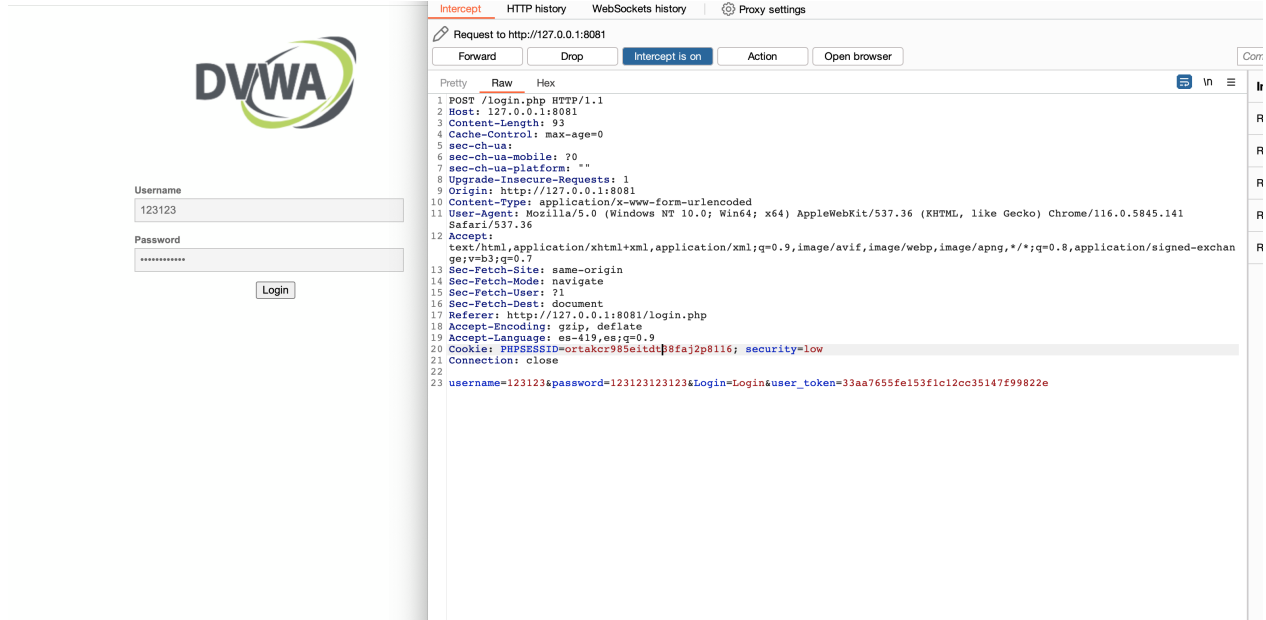 DVWA
Username
123123
Password
••••••••••••
Login
Intercept HTTP history WebSockets history Proxy settings
Request to http://127.0.0.1:8081
Forward Drop Intercept is on Action Open browser
Pretty Raw Hex \n
1 POST /login.php HTTP/1.1
2 Host: 127.0.0.1:8081
3 Content-Length: 93
4 Cache-Control: max-age=0
5 sec-ch-ua:
6 sec-ch-ua-mobile: ?0
7 sec-ch-ua-platform: ""
8 Upgrade-Insecure-Requests: 1
9 Origin: http://127.0.0.1:8081
10 Content-Type: application/x-www-form-urlencoded
11 User-Agent: Mozilla/5.0 (Windows NT 10.0; Win64; x64) AppleWebKit/537.36 (KHTML, like Gecko) Chrome/116.0.5845.141
Safari/537.36
12 Accept:
text/html,application/xhtml+xml,application/xml;q=0.9,image/avif,image/webp,image/apng,*/*;q=0.8,application/signed-exchan
ge;v=b3;q=0.7
13 Sec-Fetch-Site: same-origin
14 Sec-Fetch-Mode: navigate
15 Sec-Fetch-User: ?1
16 Sec-Fetch-Dest: document
17 Referer: http://127.0.0.1:8081/login.php
18 Accept-Encoding: gzip, deflate
19 Accept-Language: es-419,es;q=0.9
20 Cookie: PHPSESSID=ortakcr985eitdt38faj2p8116; security=low
21 Connection: close
22
23 username=123123&password=123123123123&Login=Login&user_token=33aa7655fe153f1c12cc35147f99822e